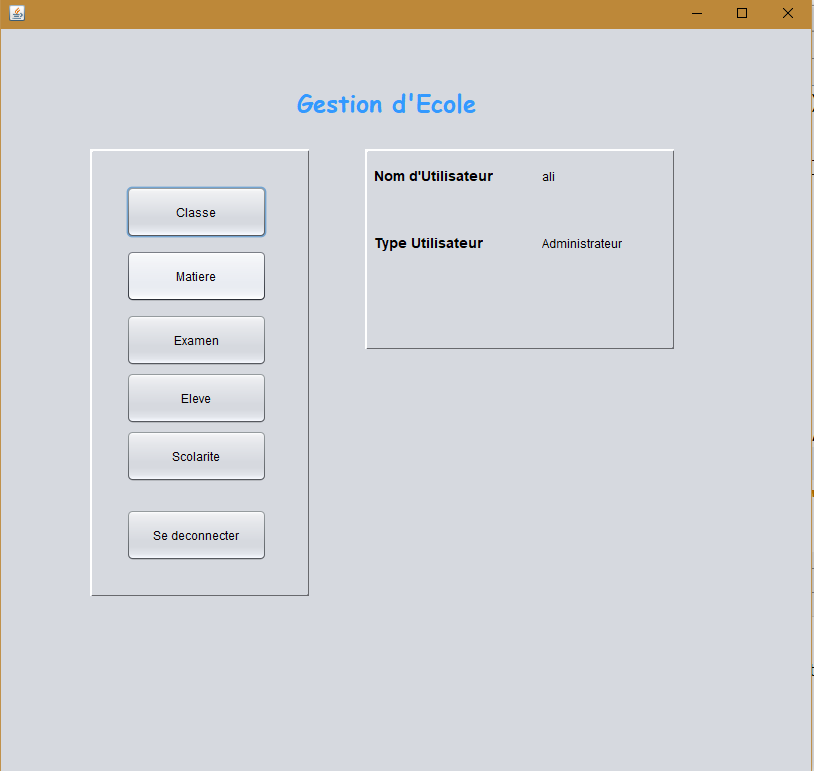 Gestion d'Ecole
Classe
Matiere
Examen
Eleve
Scolarite
Se deconnecter
Nom d'Utilisateur ali
Type Utilisateur Administrateur